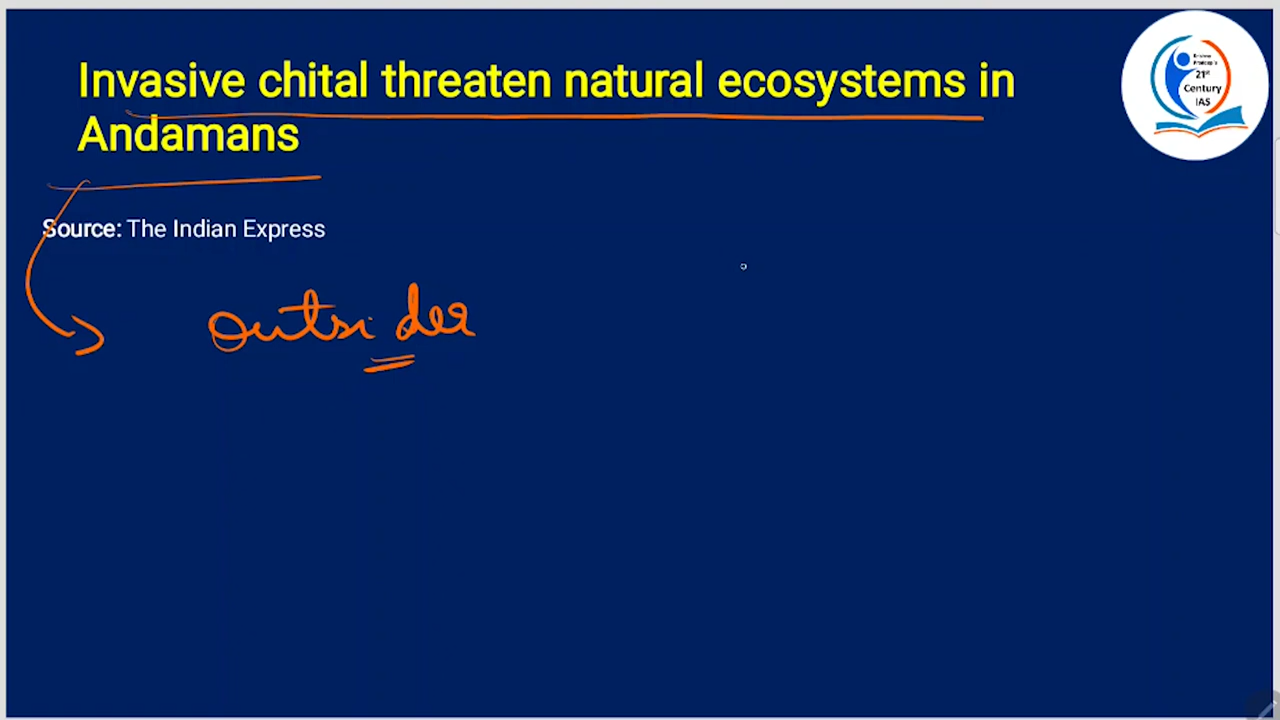 Invasive chital threaten natural ecosystems in
Andamans
Source: The Indian Express
outsider
21st
Century
IAS